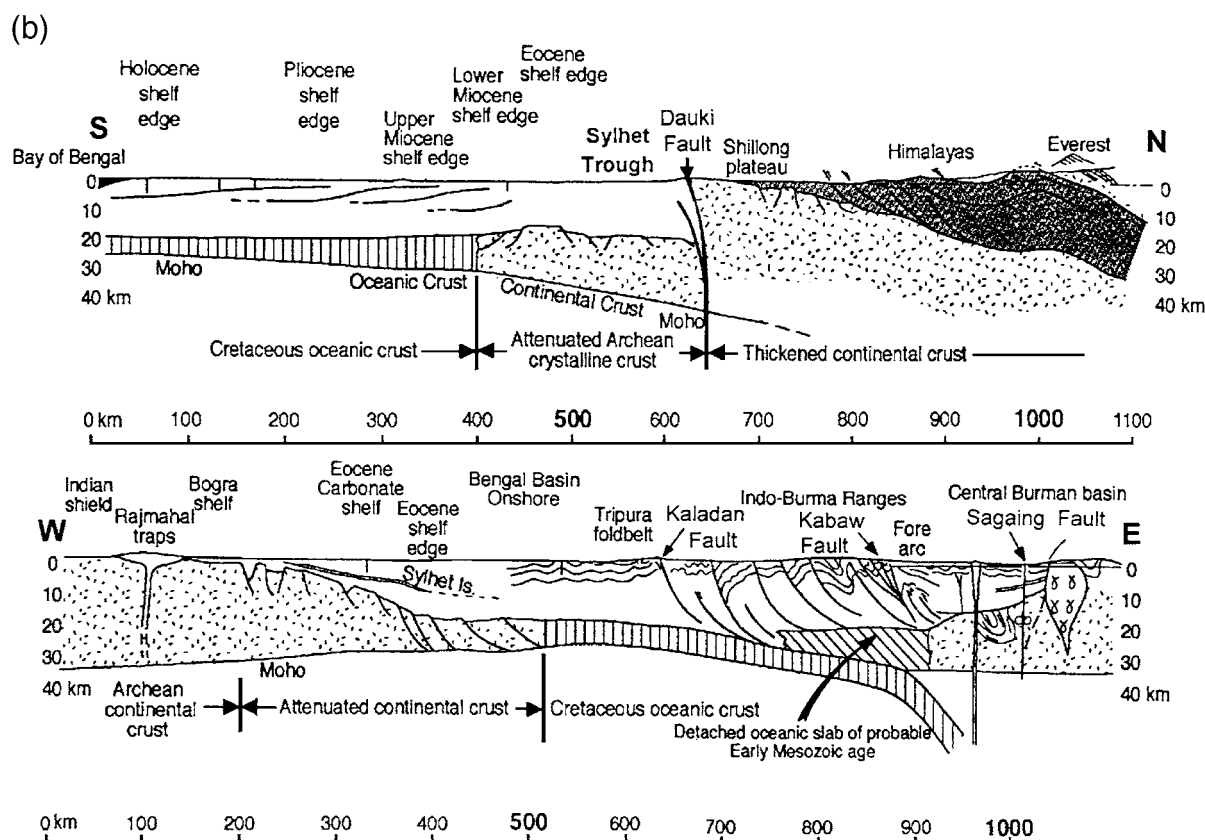 (b)
Holocene
shelf
edge
Pliocene
shelf
edge
Upper
Miocene
shelf edge
Lower
Miocene
shelf edge
Eocene
shelf edge
Sylhet
Trough
Dauki
Fault
Shillong
plateau
Himalayas
Everest
S
N
Bay of Bengal
0
10
20
30
40 km
0
10
20
30
40 km
Moho
Oceanic Crust
Continental Crust
Moho
Cretaceous oceanic crust
Attenuated Archean
crystalline crust
Thickened continental crust
0 km 100 200 300 400 500 600 700 800 900 1000 1100
Indian
shield
Rajmahal
traps
Bogra
shelf
Eocene
Carbonate
shelf
Eocene
shelf
edge
Bengal Basin
Onshore
Tripura
foldbelt
Kaladan
Fault
Indo-Burma Ranges
Kabaw
Fault
Fore
arc
Central Burman basin
Sagaing
Fault
W
E
0
10
20
30
40 km
0
10
20
30
40 km
Sylhet ls
Moho
Archean
continental
crust
Attenuated continental crust
Cretaceous oceanic crust
Detached oceanic slab of probable
Early Mesozoic age
0 km 100 200 300 400 500 600 700 800 900 1000